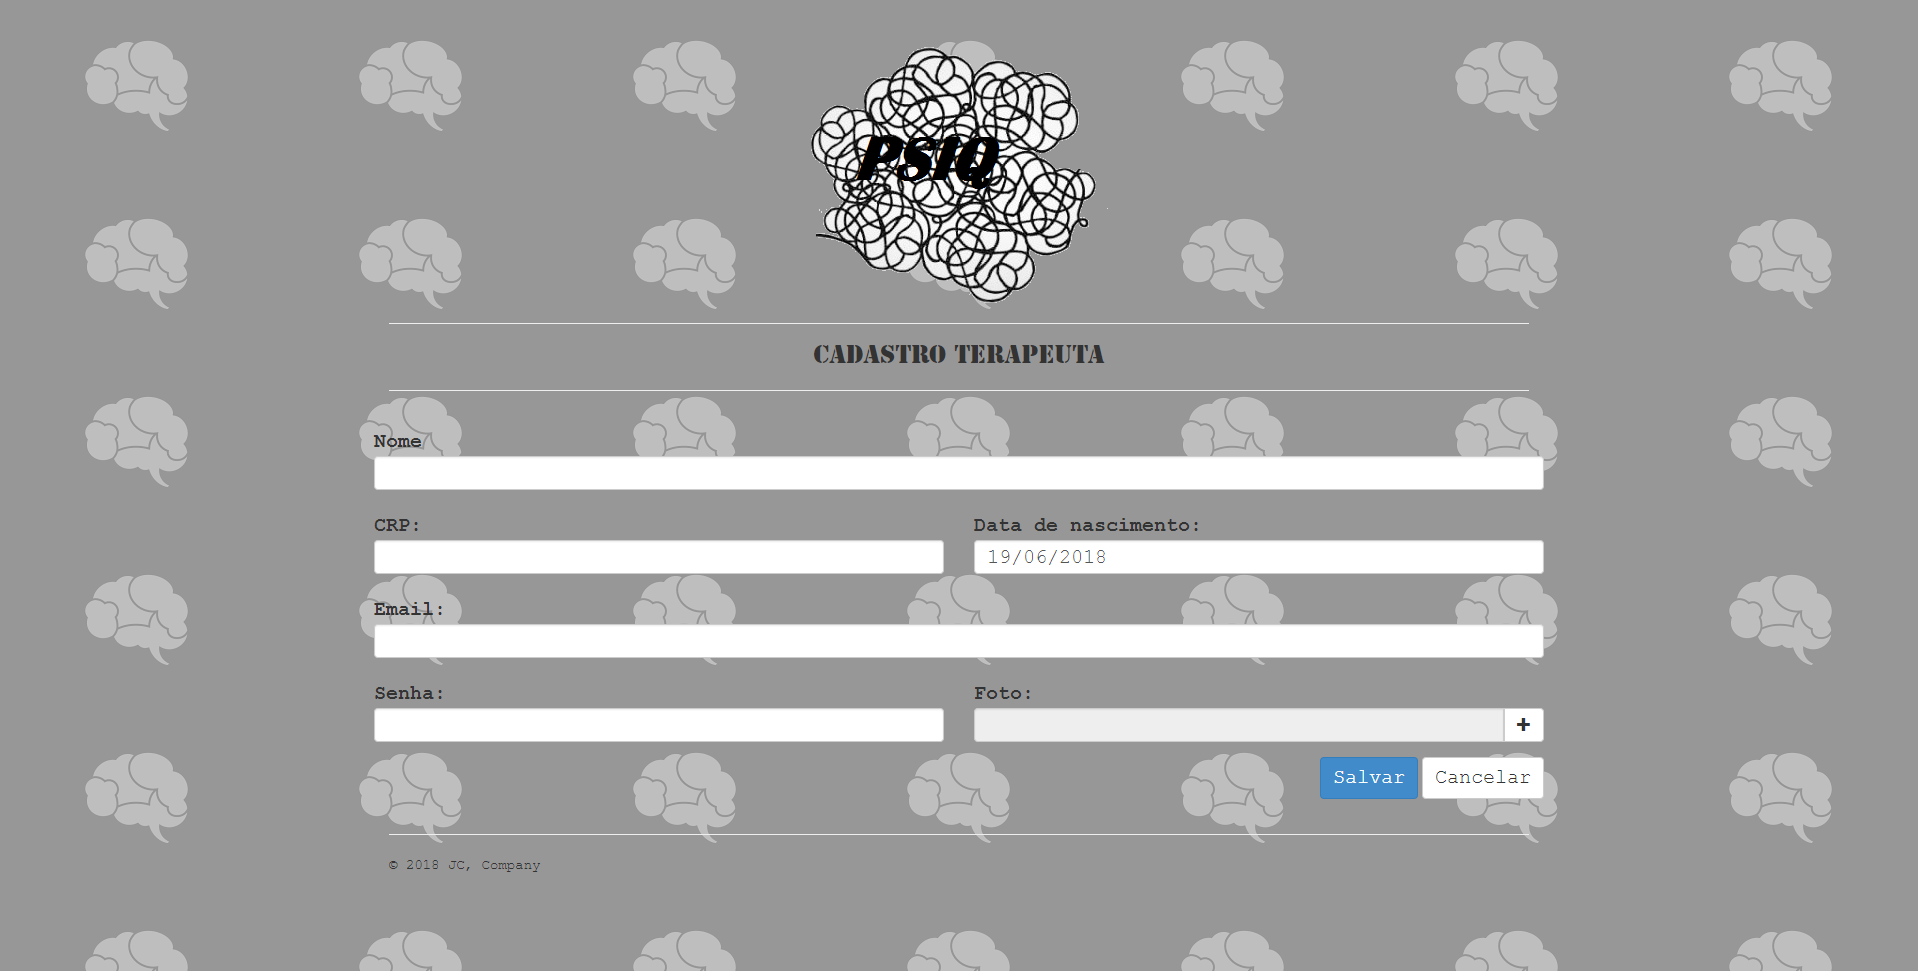 PSIQ
CADASTRO TERAPEUTA
Nome
CRP:
Data de nascimento:
19/06/2018
Email:
Senha:
Foto:
+
Salvar
Cancelar
© 2018 JC, Company